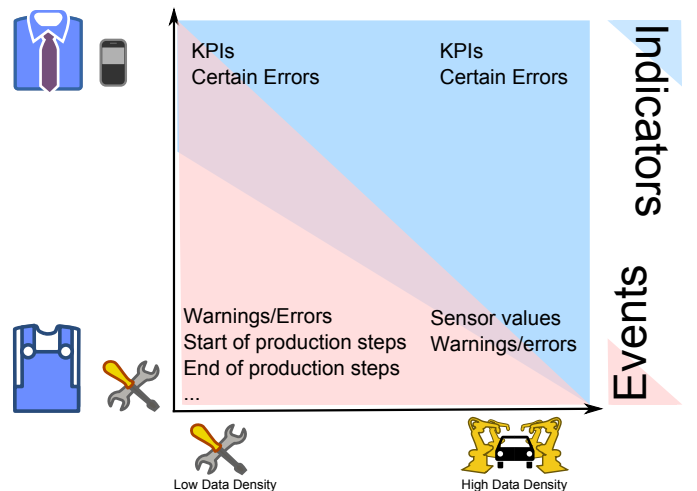 KPIs
Certain Errors
KPIs
Certain Errors
Indicators
Warnings/Errors
Start of production steps
End of production steps
...
Sensor values
Warnings/errors
Events
Low Data Density
High Data Density